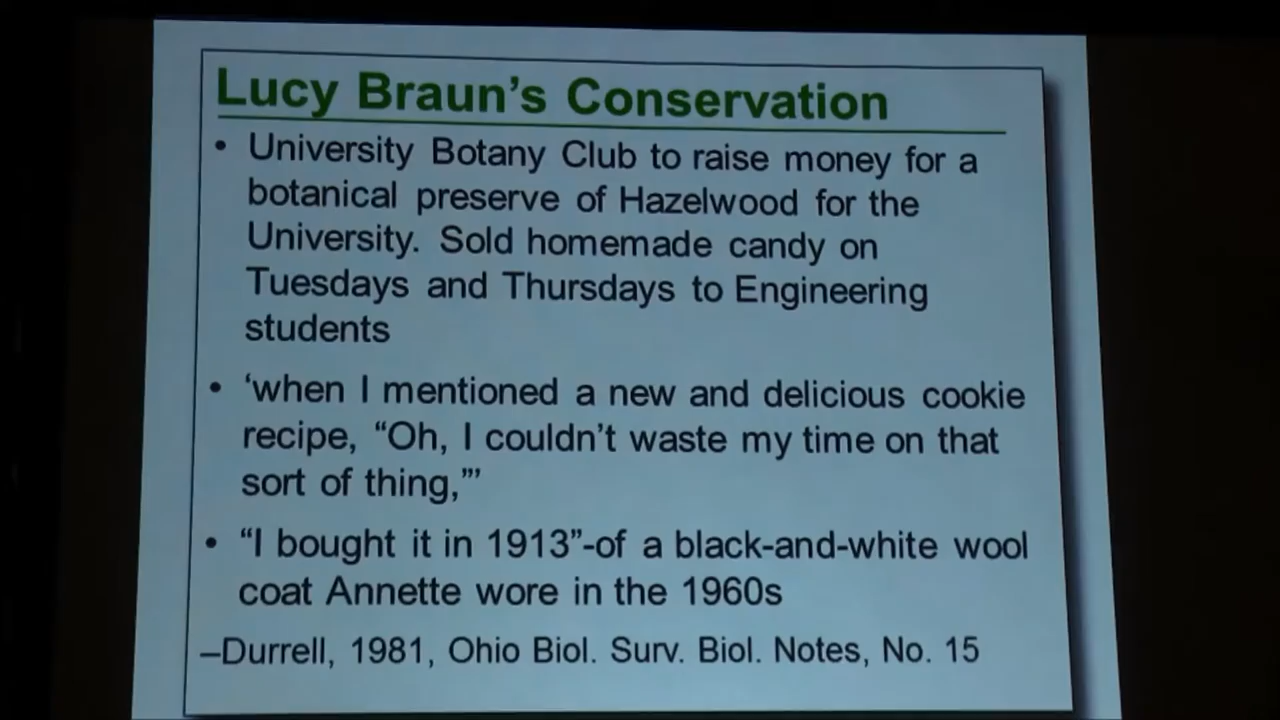 Lucy Braun's Conservation
• University Botany Club to raise money for a
botanical preserve of Hazelwood for the
University. Sold homemade candy on
Tuesdays and Thursdays to Engineering
students
• ‘when I mentioned a new and delicious cookie
recipe, “Oh, I couldn’t waste my time on that
sort of thing,”’
• “I bought it in 1913”-of a black-and-white wool
coat Annette wore in the 1960s
–Durrell, 1981, Ohio Biol. Surv. Biol. Notes, No. 15